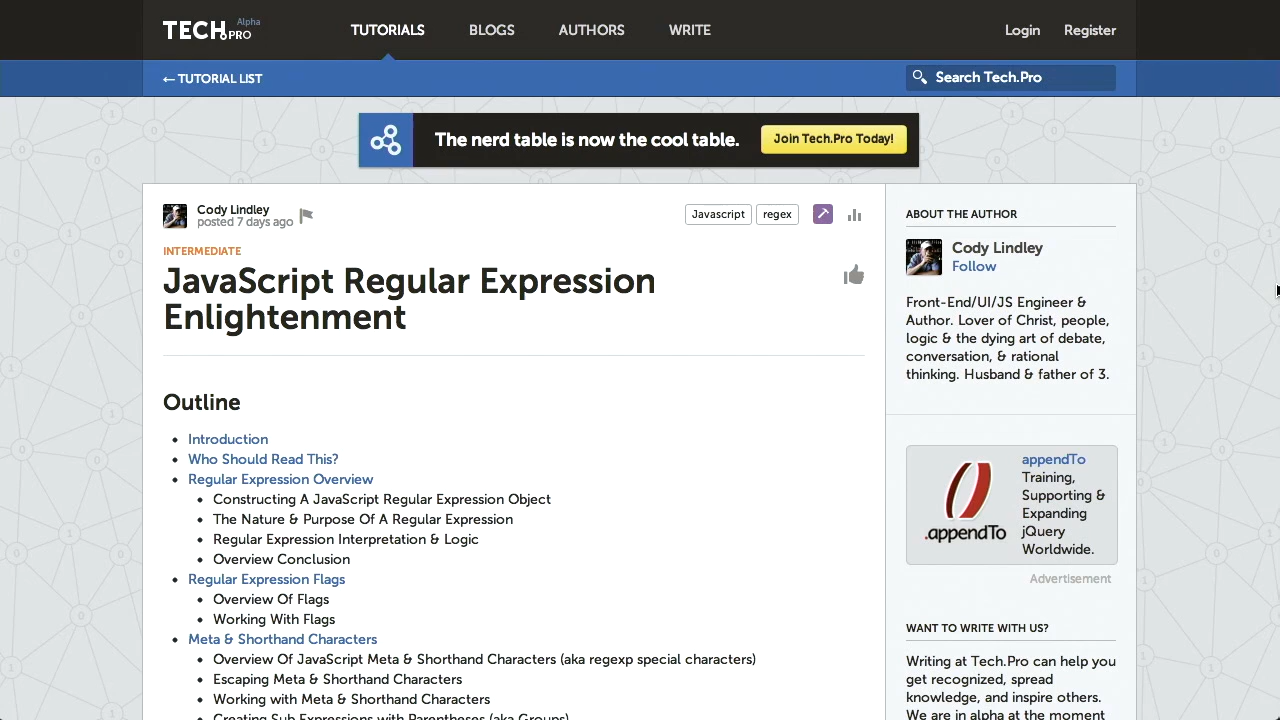 TECH.PRO Alpha
TUTORIALS BLOGS AUTHORS WRITE Login Register
← TUTORIAL LIST
Search Tech.Pro
The nerd table is now the cool table. Join Tech.Pro Today!
Cody Lindley
posted 7 days ago
Javascript regex
INTERMEDIATE
JavaScript Regular Expression
Enlightenment
Outline
• Introduction
• Who Should Read This?
• Regular Expression Overview
• Constructing A JavaScript Regular Expression Object
• The Nature & Purpose Of A Regular Expression
• Regular Expression Interpretation & Logic
• Overview Conclusion
• Regular Expression Flags
• Overview Of Flags
• Working With Flags
• Meta & Shorthand Characters
• Overview Of JavaScript Meta & Shorthand Characters (aka regexp special characters)
• Escaping Meta & Shorthand Characters
• Working with Meta & Shorthand Characters
• Creating Sub Expressions with Parentheses (aka Groups)
ABOUT THE AUTHOR
Cody Lindley
Follow
Front-End/UI/JS Engineer &
Author. Lover of Christ, people,
logic & the dying art of debate,
conversation, & rational
thinking. Husband & father of 3.
.appendTo
appendTo
Training,
Supporting &
Expanding
jQuery
Worldwide.
Advertisement
WANT TO WRITE WITH US?
Writing at Tech.Pro can help you
get recognized, spread
knowledge, and inspire others.
We are in alpha at the moment